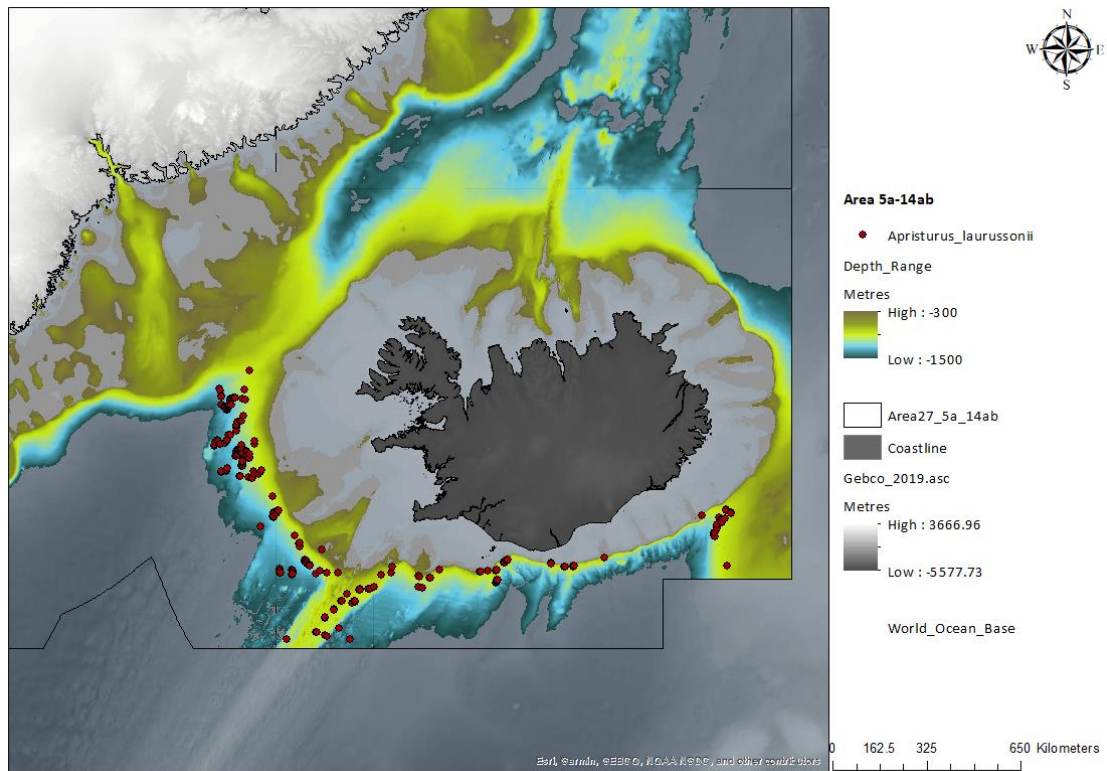 N
W E
S
Area 5a-14ab
Apristurus_laurussonii
Depth_Range
Metres
High : -300
Low : -1500
Area27_5a_14ab
Coastline
Gebco_2019.asc
Metres
High : 3666.96
Low : -5577.73
World_Ocean_Base
0 162.5 325 650 Kilometers
Esri, Garmin, GEBCO, NOAA NGDC, and other contributors